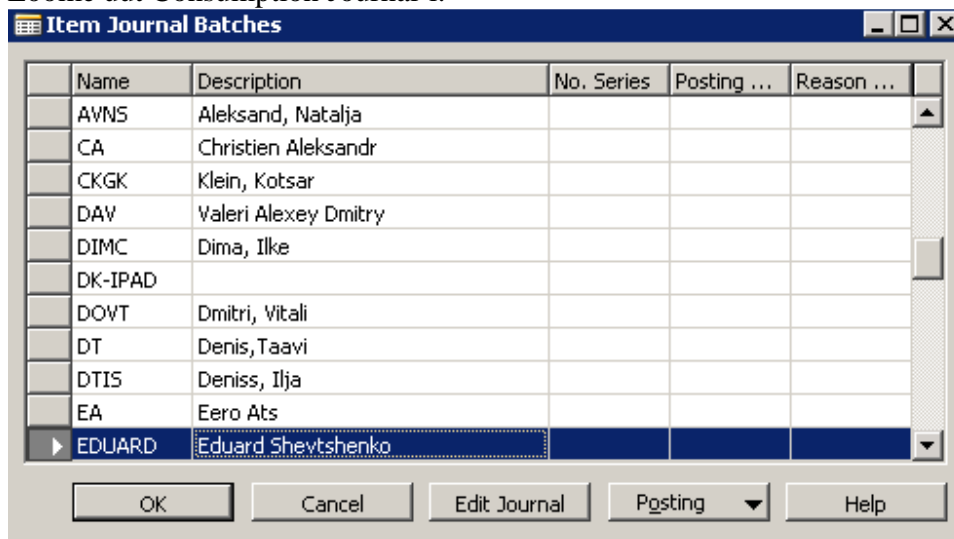 Item Journal Batches
Name Description No. Series Posting ... Reason ...
AVNS Aleksand, Natalja
CA Christien Aleksandr
CKGK Klein, Kotsar
DAV Valeri Alexey Dmitry
DIMC Dima, Ilke
DK-IPAD
DOVT Dmitri, Vitali
DT Denis,Taavi
DTIS Deniss, Ilja
EA Eero Ats
EDUARD Eduard Shevtshenko
OK Cancel Edit Journal Posting Help